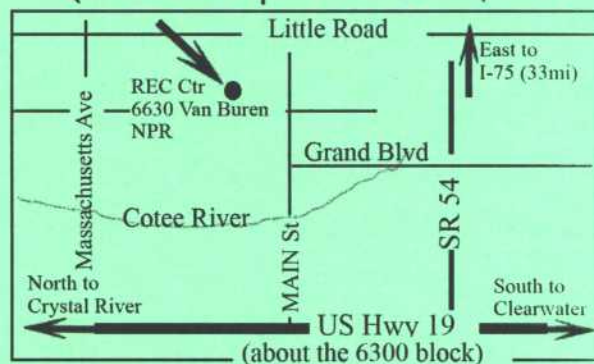 Little Road
East to
I-75 (33mi)
REC Ctr
6630 Van Buren
NPR
Massachusetts Ave
Grand Blvd
Cotee River
MAIN St
SR 54
North to
Crystal River
South to
Clearwater
US Hwy 19
(about the 6300 block)